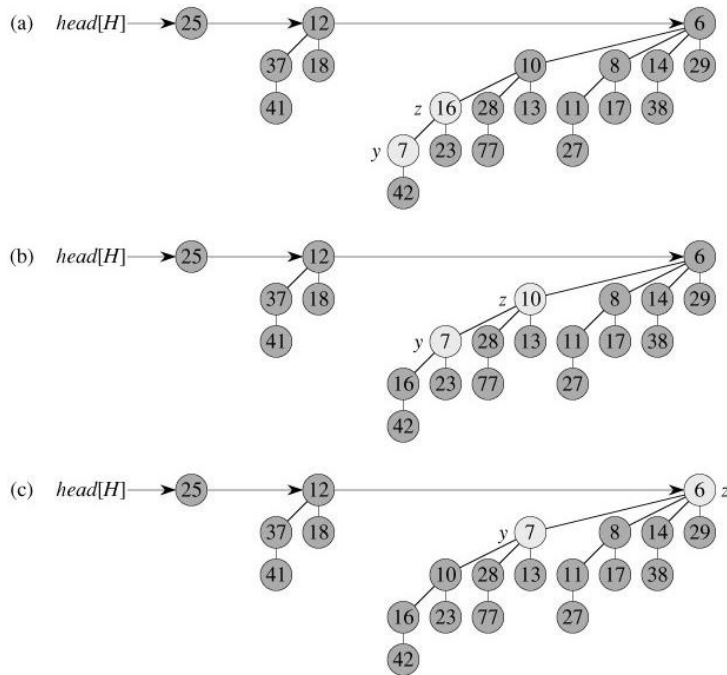 (a) head[H] 25 12 6
37 18 10 8 14 29
41 z 16 28 13 11 17 38
y 7 23 77 27
42
(b) head[H] 25 12 6
37 18 z 10 8 14 29
41 y 7 28 13 11 17 38
16 23 77 27
42
(c) head[H] 25 12 6 z
37 18 y 7 8 14 29
41 10 28 13 11 17 38
16 23 77 27
42